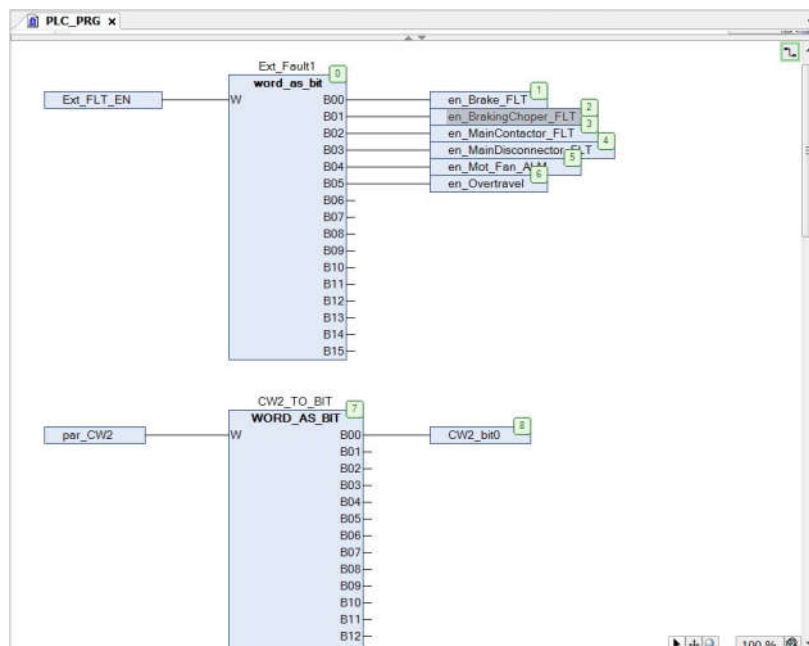 PLC_PRG
Ext_Fault1
0
word_as_bit
Ext_FLT_EN
W
B00
B01
B02
B03
B04
B05
B06
B07
B08
B09
B10
B11
B12
B13
B14
B15
en_Brake_FLT
1
en_BrakingChoper_FLT
2
en_MainContactor_FLT
3
en_MainDisconnector_FLT
4
en_Mot_Fan_ALM
5
en_Overtravel
6
CW2_TO_BIT
7
WORD_AS_BIT
par_CW2
W
B00
B01
B02
B03
B04
B05
B06
B07
B08
B09
B10
B11
B12
CW2_bit0
8
100 %